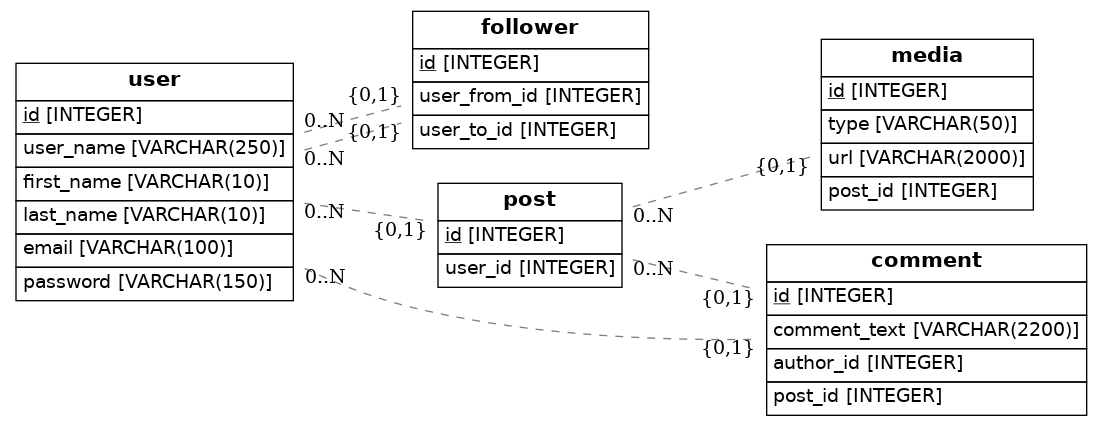 user
id [INTEGER]
user_name [VARCHAR(250)]
first_name [VARCHAR(10)]
last_name [VARCHAR(10)]
email [VARCHAR(100)]
password [VARCHAR(150)]
0..N
0..N
0..N
0..N
{0,1}
{0,1}
{0,1}
follower
id [INTEGER]
user_from_id [INTEGER]
user_to_id [INTEGER]
post
id [INTEGER]
user_id [INTEGER]
0..N
0..N
{0,1}
{0,1}
{0,1}
media
id [INTEGER]
type [VARCHAR(50)]
url [VARCHAR(2000)]
post_id [INTEGER]
comment
id [INTEGER]
comment_text [VARCHAR(2200)]
author_id [INTEGER]
post_id [INTEGER]